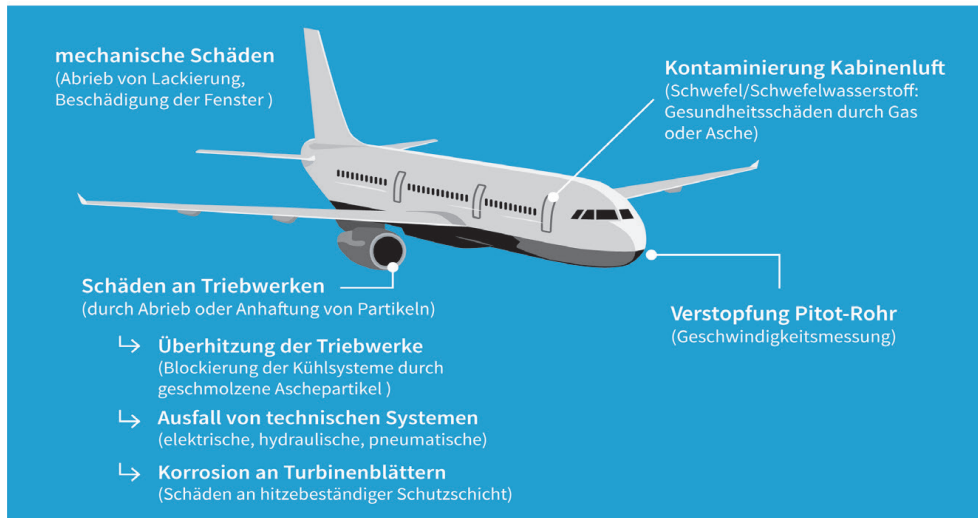 mechanische Schäden
(Abrieb von Lackierung,
Beschädigung der Fenster )
Kontaminierung Kabinenluft
(Schwefel/Schwefelwasserstoff:
Gesundheitsschäden durch Gas
oder Asche)
Schäden an Triebwerken
(durch Abrieb oder Anhaftung von Partikeln)
Verstopfung Pitot-Rohr
(Geschwindigkeitsmessung)
Überhitzung der Triebwerke
(Blockierung der Kühlsysteme durch
geschmolzene Aschepartikel )
Ausfall von technischen Systemen
(elektrische, hydraulische, pneumatische)
Korrosion an Turbinenblättern
(Schäden an hitzebeständiger Schutzschicht)